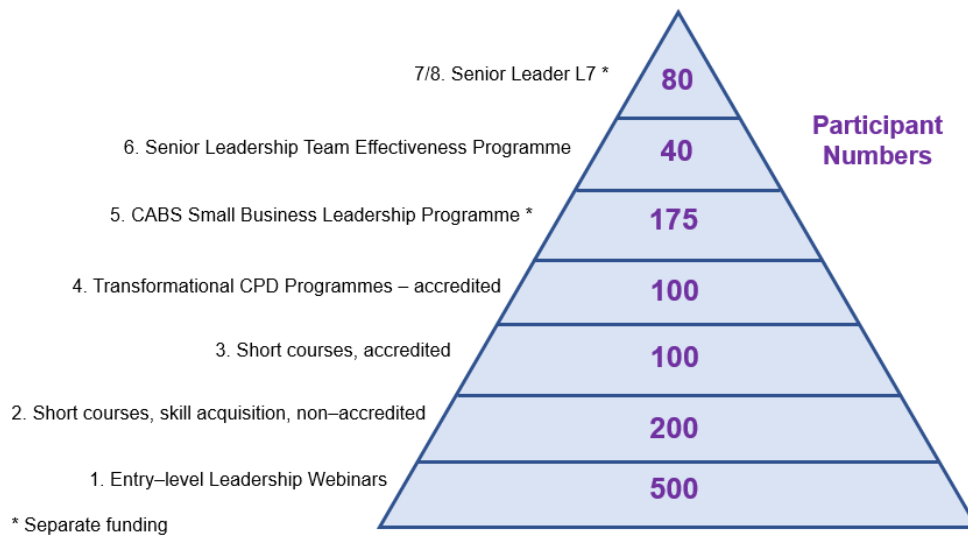 7/8. Senior Leader L7 *
80
Participant
Numbers
6. Senior Leadership Team Effectiveness Programme
40
5. CABS Small Business Leadership Programme *
175
4. Transformational CPD Programmes – accredited
100
3. Short courses, accredited
100
2. Short courses, skill acquisition, non–accredited
200
1. Entry–level Leadership Webinars
500
* Separate funding